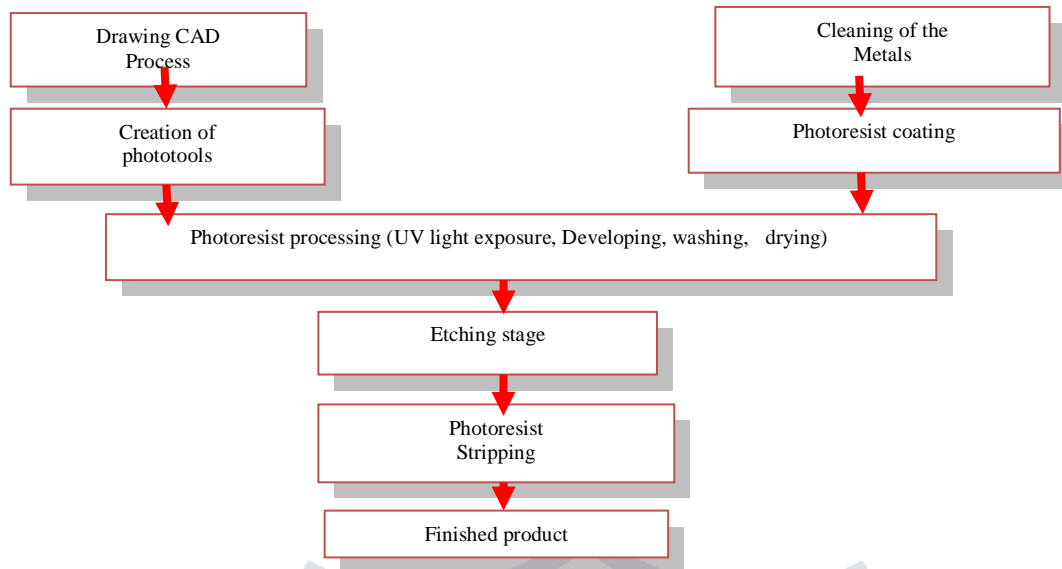 Drawing CAD
Process
Cleaning of the
Metals
Creation of
phototools
Photoresist coating
Photoresist processing (UV light exposure, Developing, washing, drying)
Etching stage
Photoresist
Stripping
Finished product